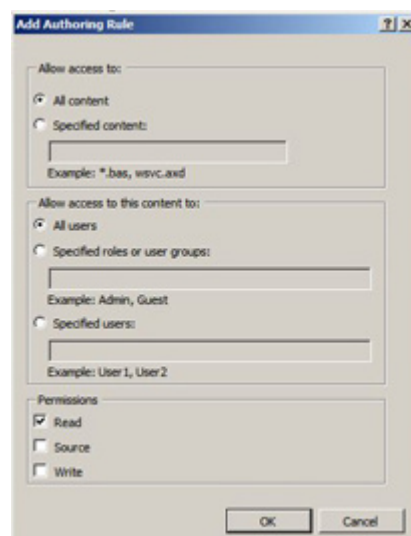 Add Authoring Rule
Allow access to:
All content
Specified content:
Example: *.bas, wsvc.axd
Allow access to this content to:
All users
Specified roles or user groups:
Example: Admin, Guest
Specified users:
Example: User1, User2
Permissions
Read
Source
Write
OK Cancel